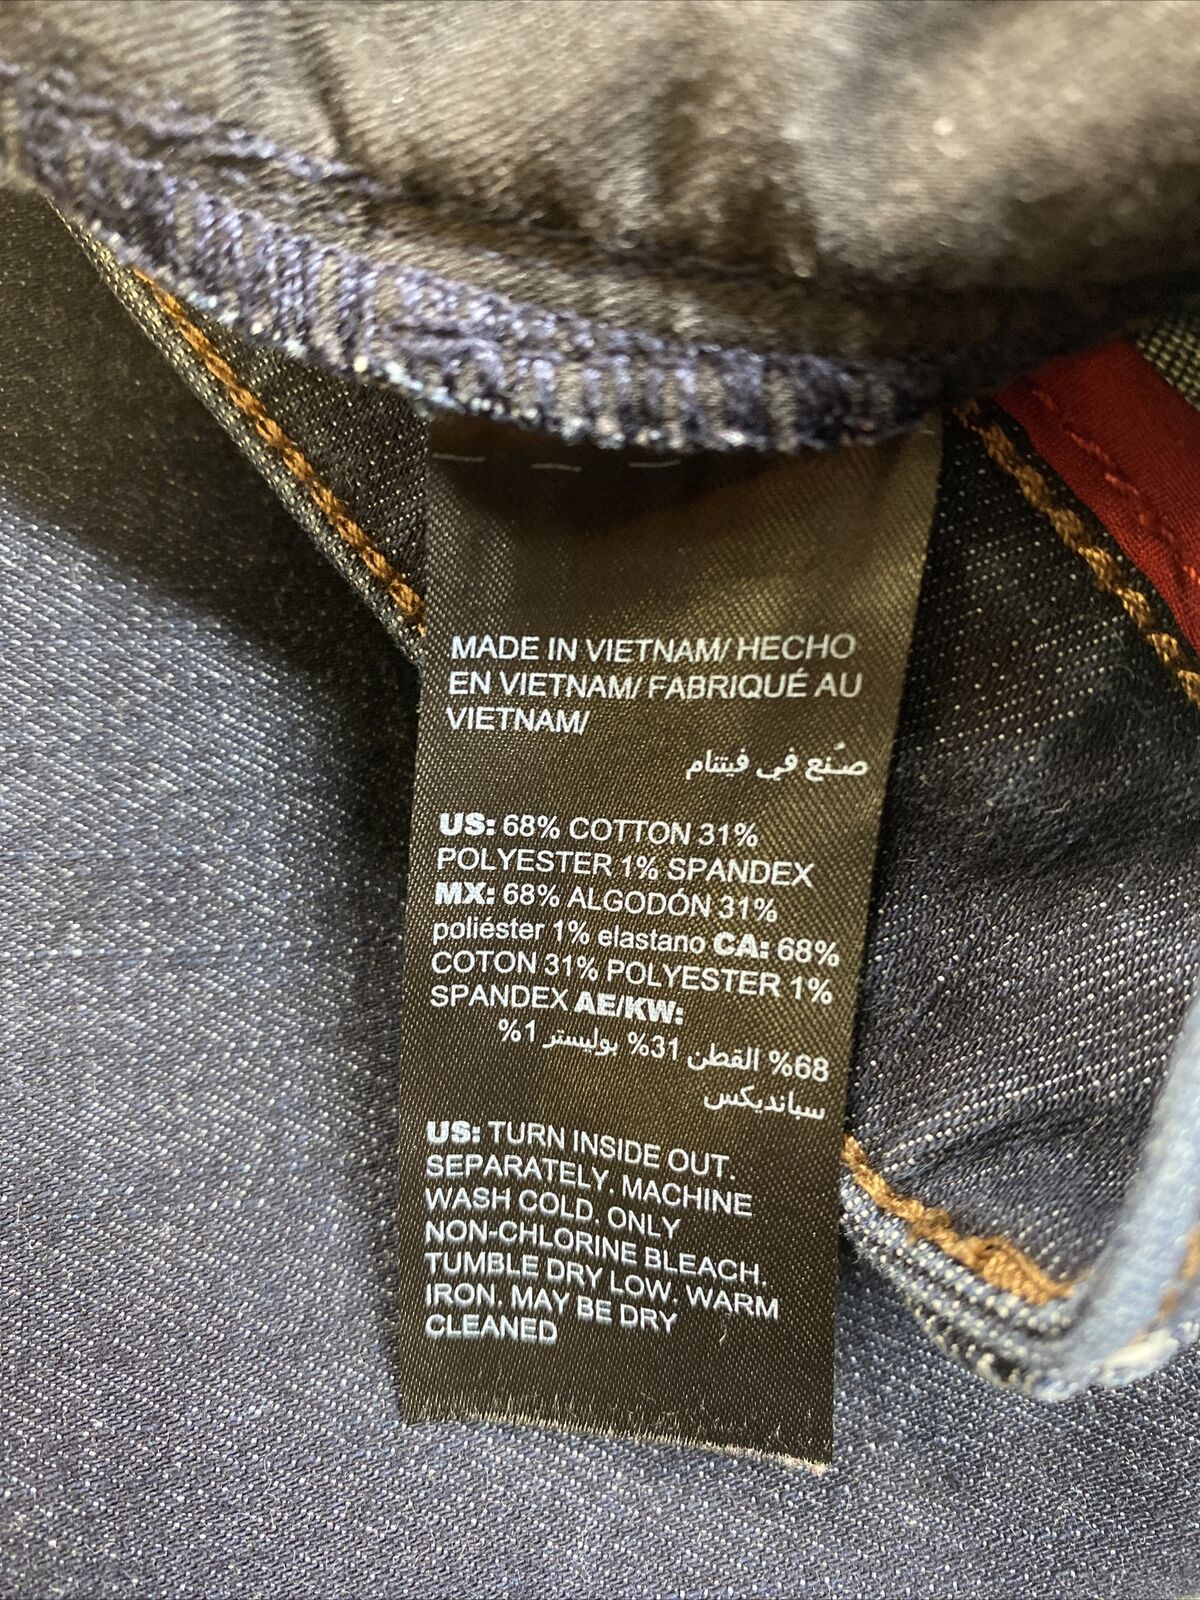 MADE IN VIETNAM/ HECHO
EN VIETNAM/ FABRIQUÉ AU
VIETNAM/
صنع في فيتنام
US: 68% COTTON 31%
POLYESTER 1% SPANDEX
MX: 68% ALGODÓN 31%
poliéster 1% elastano CA: 68%
COTON 31% POLYESTER 1%
SPANDEX AE/KW:
68% القطن 31% بوليستر 1%
سبانديكس
US: TURN INSIDE OUT.
SEPARATELY. MACHINE
WASH COLD. ONLY
NON-CHLORINE BLEACH.
TUMBLE DRY LOW. WARM
IRON. MAY BE DRY
CLEANED